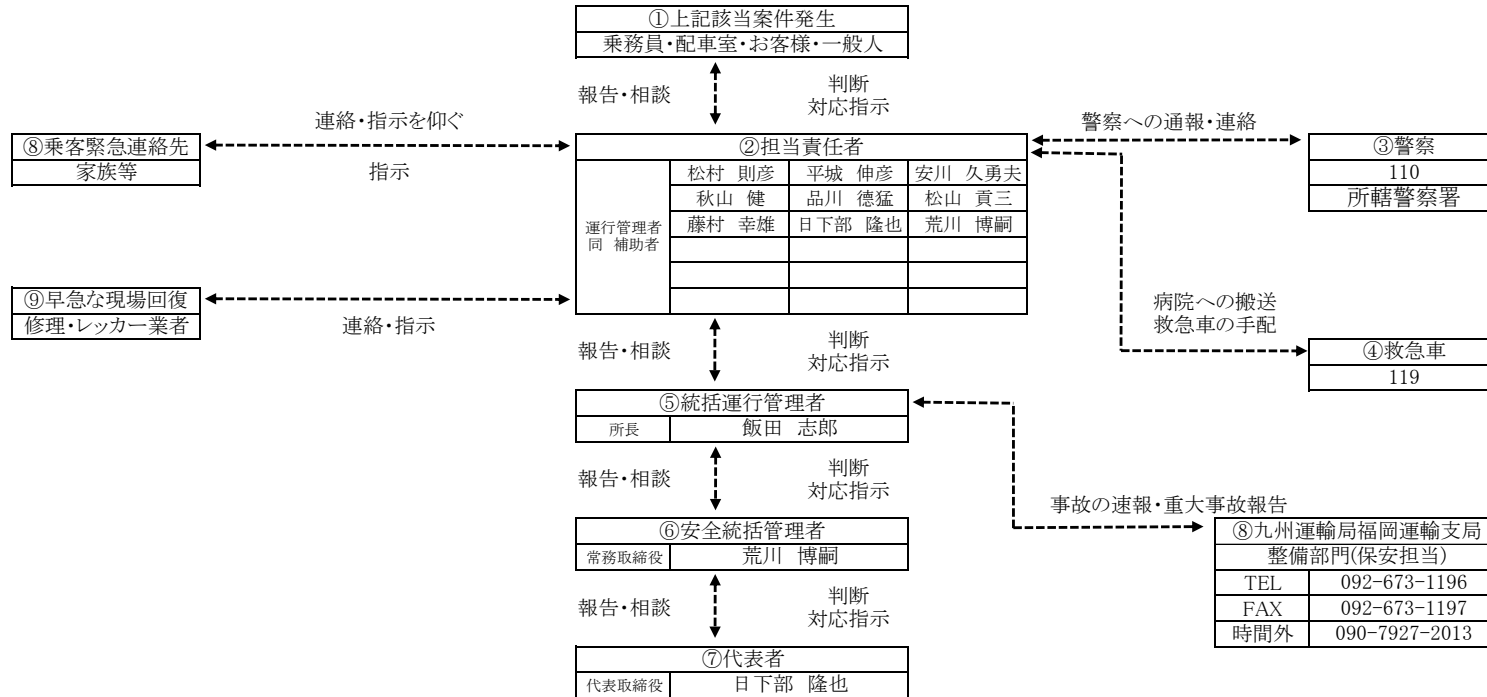 ①上記該当案件発生
乗務員・配車室・お客様・一般人
報告・相談
判断
対応指示
連絡・指示を仰ぐ
警察への通報・連絡
⑧乗客緊急連絡先
家族等
指示
②担当責任者
運行管理者
同 補助者
松村 則彦 平城 伸彦 安川 久勇夫
秋山 健 品川 德猛 松山 貢三
藤村 幸雄 日下部 隆也 荒川 博嗣
③警察
110
所轄警察署
⑨早急な現場回復
修理・レッカー業者
連絡・指示
病院への搬送
救急車の手配
④救急車
119
報告・相談
判断
対応指示
⑤統括運行管理者
所長 飯田 志郎
報告・相談
判断
対応指示
事故の速報・重大事故報告
⑥安全統括管理者
常務取締役 荒川 博嗣
⑧九州運輸局福岡運輸支局
整備部門(保安担当)
TEL 092-673-1196
FAX 092-673-1197
時間外 090-7927-2013
報告・相談
判断
対応指示
⑦代表者
代表取締役 日下部 隆也